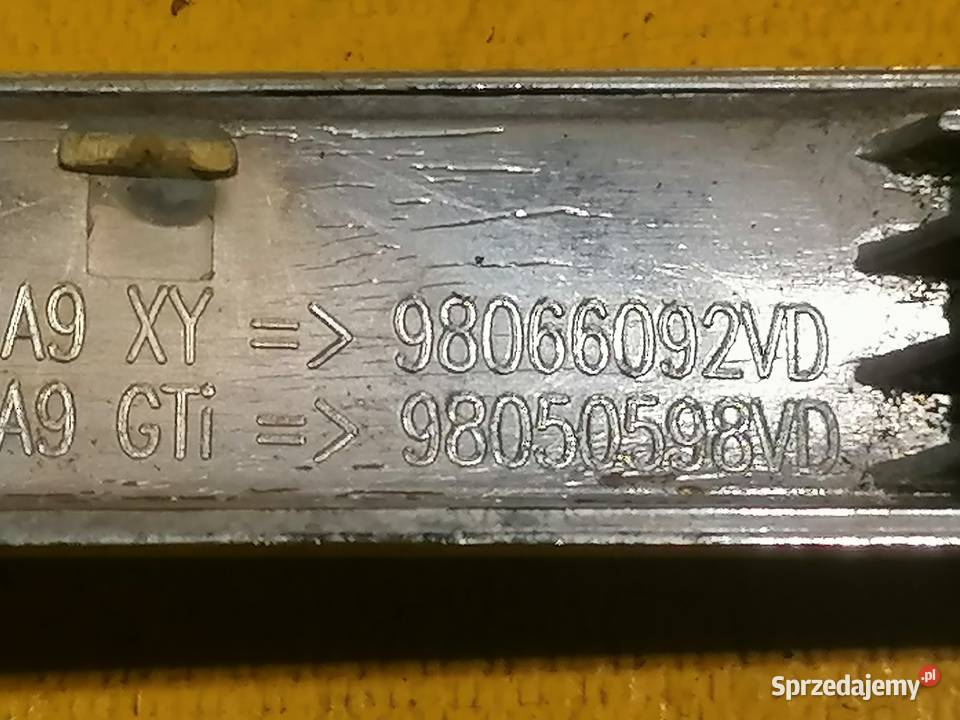 A9 XY => 98066092VD
A9 GTi => 98050598VD
Sprzedajemy.pl